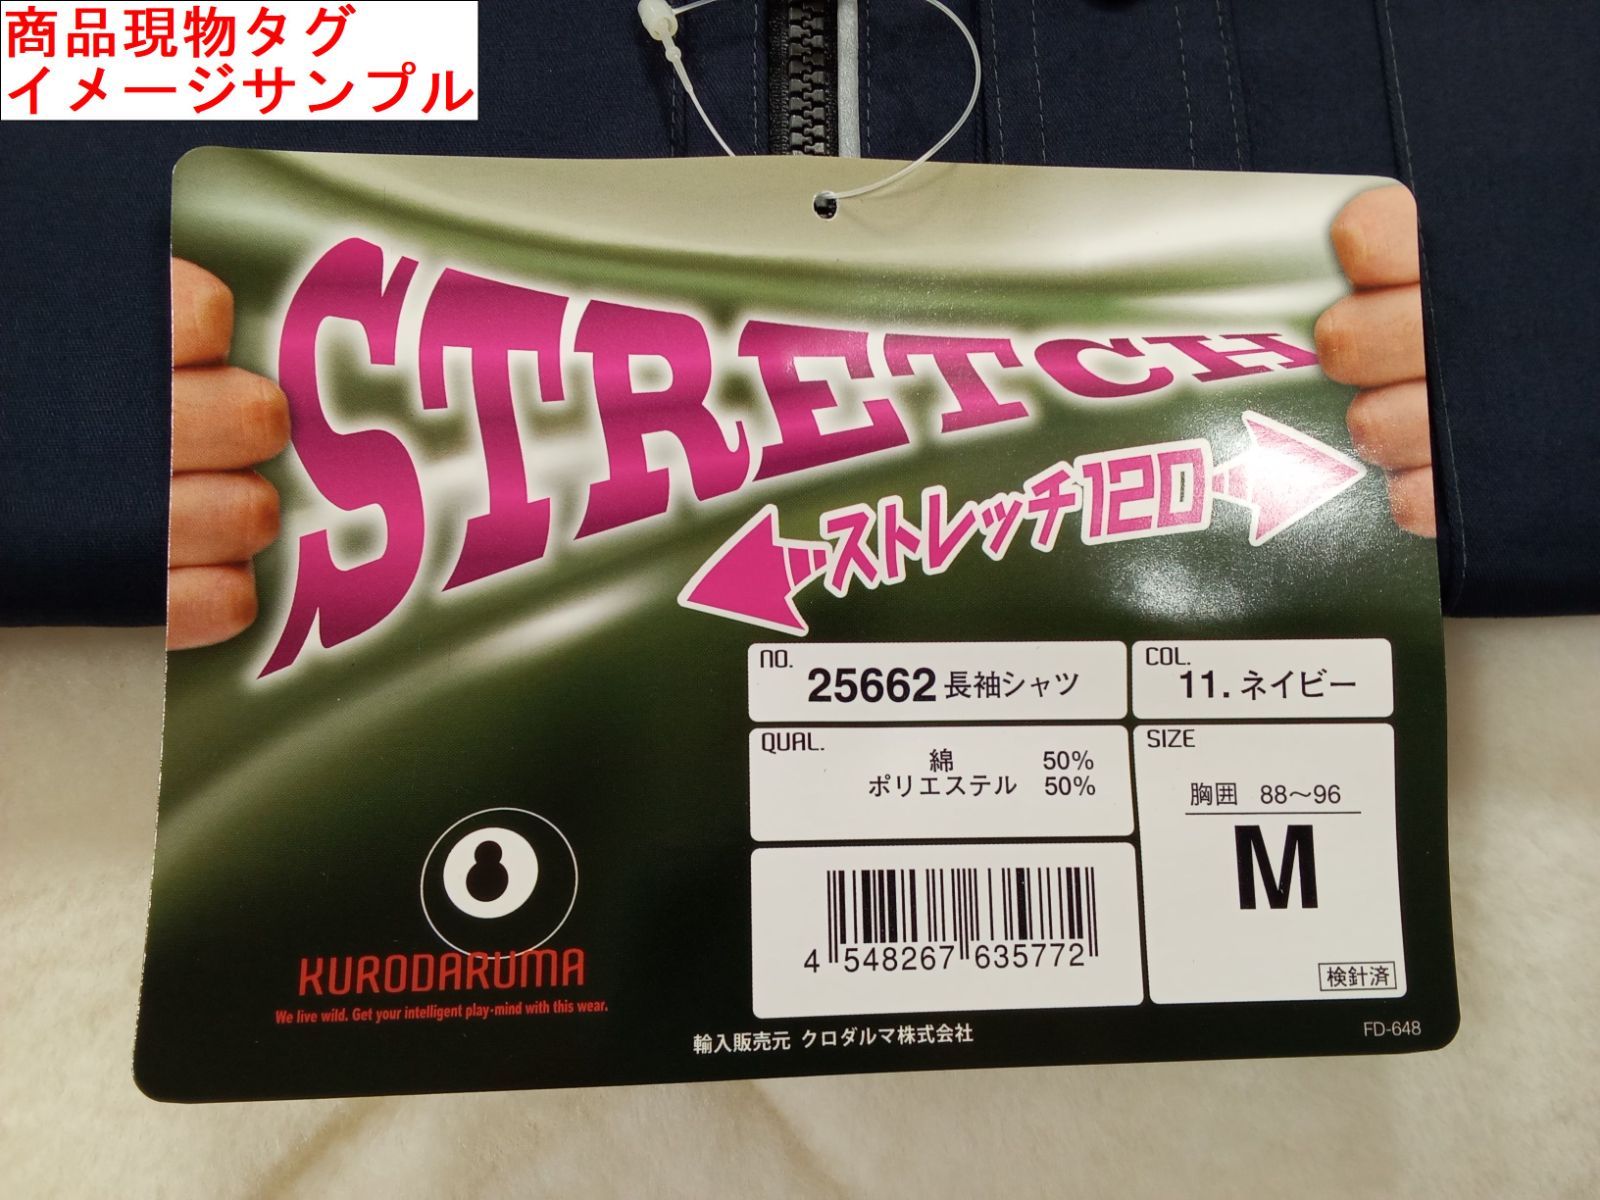 商品現物タグ
イメージサンプル
STRETCH
ストレッチ120
NO.
25662 長袖シャツ
COL.
11. ネイビー
QUAL.
綿 50%
ポリエステル 50%
SIZE
胸囲 88～96
M
4 548267 635772
検針済
KURODARUMA
We live wild. Get your intelligent play-mind with this wear.
輸入販売元 クロダルマ株式会社
FD-648